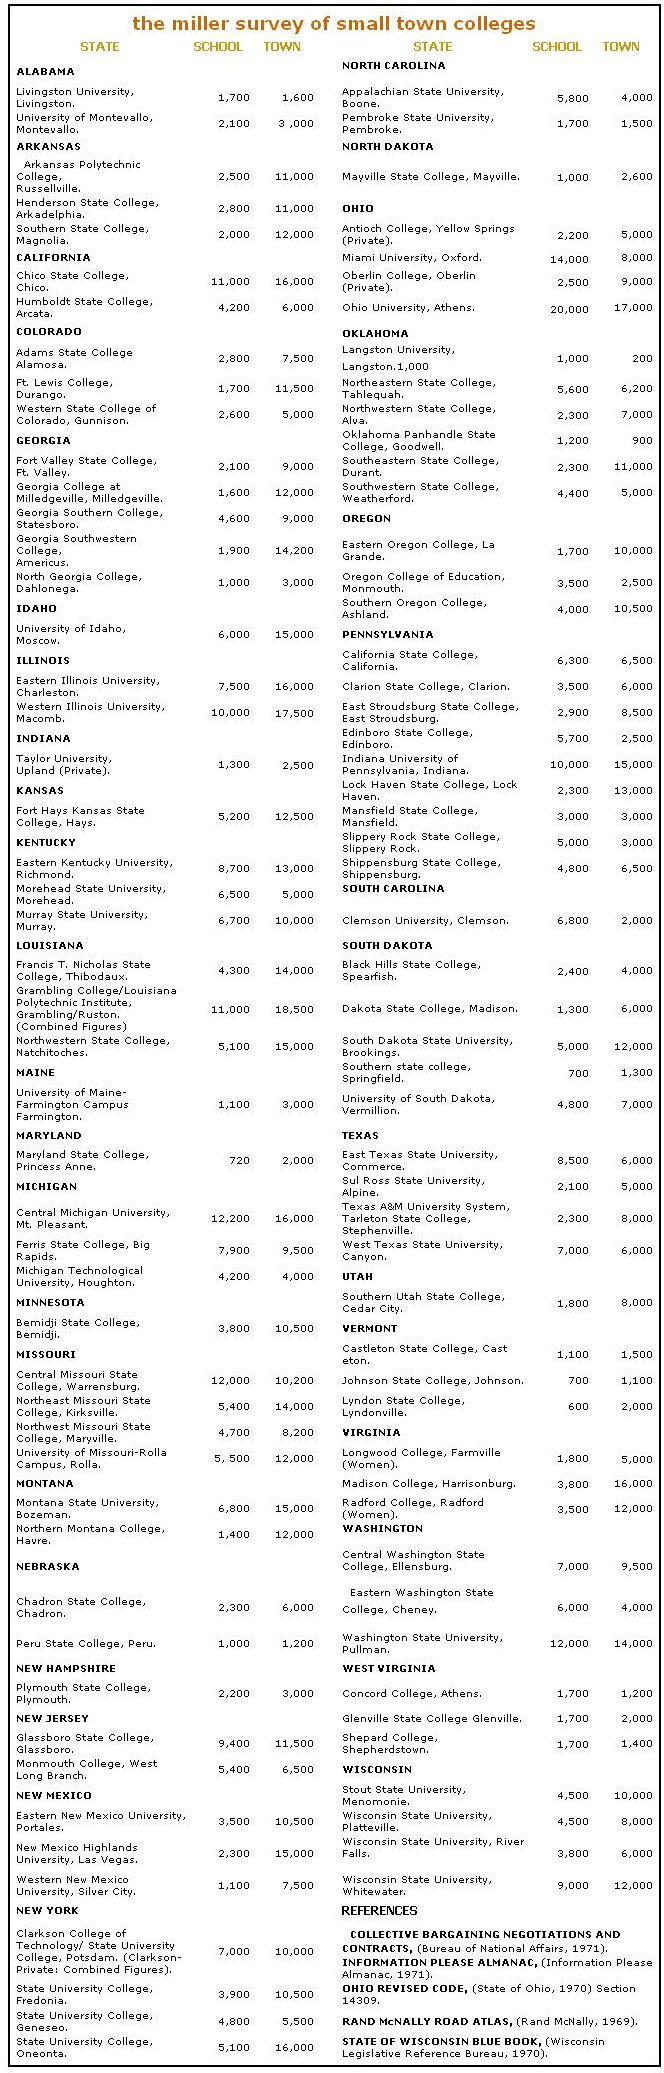 the miller survey of small town colleges
STATE SCHOOL TOWN
ALABAMA
Livingston University,
Livingston. 1,700 1,600
University of Montevallo,
Montevallo. 2,100 3 ,000
ARKANSAS
Arkansas Polytechnic
College,
Russellville. 2,500 11,000
Henderson State College,
Arkadelphia. 2,800 11,000
Southern State College,
Magnolia. 2,000 12,000
CALIFORNIA
Chico State College,
Chico. 11,000 16,000
Humboldt State College,
Arcata. 4,200 6,000
COLORADO
Adams State College
Alamosa. 2,800 7,500
Ft. Lewis College,
Durango. 1,700 11,500
Western State College of
Colorado, Gunnison. 2,600 5,000
GEORGIA
Fort Valley State College,
Ft. Valley. 2,100 9,000
Georgia College at
Milledgeville, Milledgeville. 1,600 12,000
Georgia Southern College,
Statesboro. 4,600 9,000
Georgia Southwestern
College,
Americus. 1,900 14,200
North Georgia College,
Dahlonega. 1,000 3,000
IDAHO
University of Idaho,
Moscow. 6,000 15,000
ILLINOIS
Eastern Illinois University,
Charleston. 7,500 16,000
Western Illinois University,
Macomb. 10,000 17,500
INDIANA
Taylor University,
Upland (Private). 1,300 2,500
KANSAS
Fort Hays Kansas State
College, Hays. 5,200 12,500
KENTUCKY
Eastern Kentucky University,
Richmond. 8,700 13,000
Morehead State University,
Morehead. 6,500 5,000
Murray State University,
Murray. 6,700 10,000
LOUISIANA
Francis T. Nicholas State
College, Thibodaux. 4,300 14,000
Grambling College/Louisiana
Polytechnic Institute,
Grambling/Ruston.
(Combined Figures) 11,000 18,500
Northwestern State College,
Natchitoches. 5,100 15,000
MAINE
University of Maine-
Farmington Campus
Farmington. 1,100 3,000
MARYLAND
Maryland State College,
Princess Anne. 720 2,000
MICHIGAN
Central Michigan University,
Mt. Pleasant. 12,200 16,000
Ferris State College, Big
Rapids. 7,900 9,500
Michigan Technological
University, Houghton. 4,200 4,000
MINNESOTA
Bemidji State College,
Bemidji. 3,800 10,500
MISSOURI
Central Missouri State
College, Warrensburg. 12,000 10,200
Northeast Missouri State
College, Kirksville. 5,400 14,000
Northwest Missouri State
College, Maryville. 4,700 8,200
University of Missouri-Rolla
Campus, Rolla. 5, 500 12,000
MONTANA
Montana State University,
Bozeman. 6,800 15,000
Northern Montana College,
Havre. 1,400 12,000
NEBRASKA
Chadron State College,
Chadron. 2,300 6,000
Peru State College, Peru. 1,000 1,200
NEW HAMPSHIRE
Plymouth State College,
Plymouth. 2,200 3,000
NEW JERSEY
Glassboro State College,
Glassboro. 9,400 11,500
Monmouth College, West
Long Branch. 5,400 6,500
NEW MEXICO
Eastern New Mexico University,
Portales. 3,500 10,500
New Mexico Highlands
University, Las Vegas. 2,300 15,000
Western New Mexico
University, Silver City. 1,100 7,500
NEW YORK
Clarkson College of
Technology/ State University
College, Potsdam. (Clarkson-
Private: Combined Figures). 7,000 10,000
State University College,
Fredonia. 3,900 10,500
State University College,
Geneseo. 4,800 5,500
State University College,
Oneonta. 5,100 16,000
STATE SCHOOL TOWN
NORTH CAROLINA
Appalachian State University,
Boone. 5,800 4,000
Pembroke State University,
Pembroke. 1,700 1,500
NORTH DAKOTA
Mayville State College, Mayville. 1,000 2,600
OHIO
Antioch College, Yellow Springs
(Private). 2,200 5,000
Miami University, Oxford. 14,000 8,000
Oberlin College, Oberlin
(Private). 2,500 9,000
Ohio University, Athens. 20,000 17,000
OKLAHOMA
Langston University,
Langston.1,000 1,000 200
Northeastern State College,
Tahlequah. 5,600 6,200
Northwestern State College,
Alva. 2,300 7,000
Oklahoma Panhandle State
College, Goodwell. 1,200 900
Southeastern State College,
Durant. 2,300 11,000
Southwestern State College,
Weatherford. 4,400 5,000
OREGON
Eastern Oregon College, La
Grande. 1,700 10,000
Oregon College of Education,
Monmouth. 3,500 2,500
Southern Oregon College,
Ashland. 4,000 10,500
PENNSYLVANIA
California State College,
California. 6,300 6,500
Clarion State College, Clarion. 3,500 6,000
East Stroudsburg State College,
East Stroudsburg. 2,900 8,500
Edinboro State College,
Edinboro. 5,700 2,500
Indiana University of
Pennsylvania, Indiana. 10,000 15,000
Lock Haven State College, Lock
Haven. 2,300 13,000
Mansfield State College,
Mansfield. 3,000 3,000
Slippery Rock State College,
Slippery Rock. 5,000 3,000
Shippensburg State College,
Shippensburg. 4,800 6,500
SOUTH CAROLINA
Clemson University, Clemson. 6,800 2,000
SOUTH DAKOTA
Black Hills State College,
Spearfish. 2,400 4,000
Dakota State College, Madison. 1,300 6,000
South Dakota State University,
Brookings. 5,000 12,000
Southern state college,
Springfield. 700 1,300
University of South Dakota,
Vermillion. 4,800 7,000
TEXAS
East Texas State University,
Commerce. 8,500 6,000
Sul Ross State University,
Alpine. 2,100 5,000
Texas A&M University System,
Tarleton State College,
Stephenville. 2,300 8,000
West Texas State University,
Canyon. 7,000 6,000
UTAH
Southern Utah State College,
Cedar City. 1,800 8,000
VERMONT
Castleton State College, Cast
eton. 1,100 1,500
Johnson State College, Johnson. 700 1,100
Lyndon State College,
Lyndonville. 600 2,000
VIRGINIA
Longwood College, Farmville
(Women). 1,800 5,000
Madison College, Harrisonburg. 3,800 16,000
Radford College, Radford
(Women). 3,500 12,000
WASHINGTON
Central Washington State
College, Ellensburg. 7,000 9,500
Eastern Washington State
College, Cheney. 6,000 4,000
Washington State University,
Pullman. 12,000 14,000
WEST VIRGINIA
Concord College, Athens. 1,700 1,200
Glenville State College Glenville. 1,700 2,000
Shepard College,
Shepherdstown. 1,700 1,400
WISCONSIN
Stout State University,
Menomonie. 4,500 10,000
Wisconsin State University,
Platteville. 4,500 8,000
Wisconsin State University, River
Falls. 3,800 6,000
Wisconsin State University,
Whitewater. 9,000 12,000
REFERENCES
COLLECTIVE BARGAINING NEGOTIATIONS AND
CONTRACTS, (Bureau of National Affairs, 1971).
INFORMATION PLEASE ALMANAC, (Information Please
Almanac, 1971).
OHIO REVISED CODE, (State of Ohio, 1970) Section
14309.
RAND McNALLY ROAD ATLAS, (Rand McNally, 1969).
STATE OF WISCONSIN BLUE BOOK, (Wisconsin
Legislative Reference Bureau, 1970).